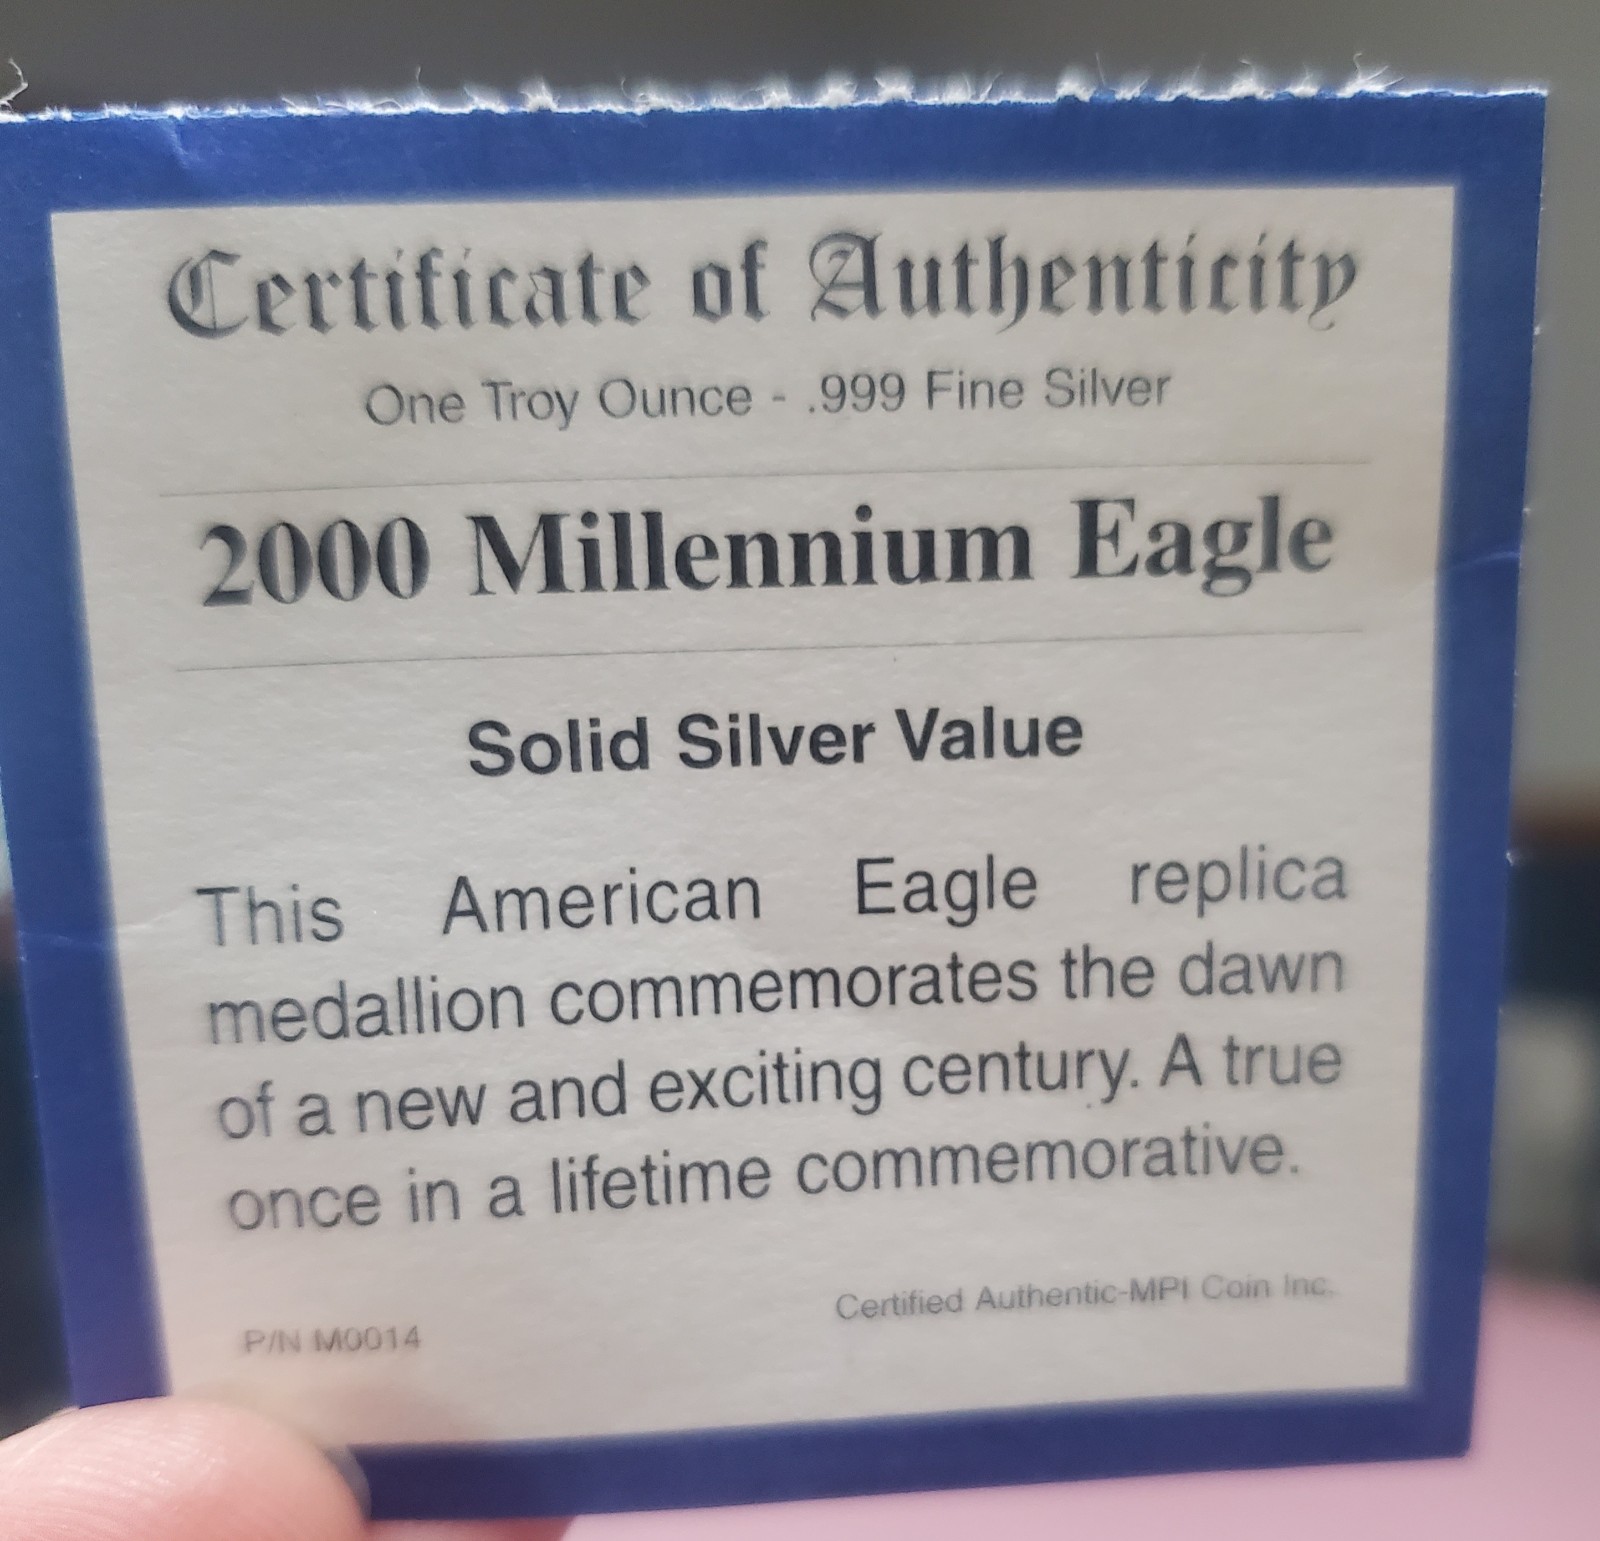 Certificate of Authenticity
One Troy Ounce - .999 Fine Silver
2000 Millennium Eagle
Solid Silver Value
This American Eagle replica
medallion commemorates the dawn
of a new and exciting century. A true
once in a lifetime commemorative.
Certified Authentic-MPI Coin Inc.
P/N M0014